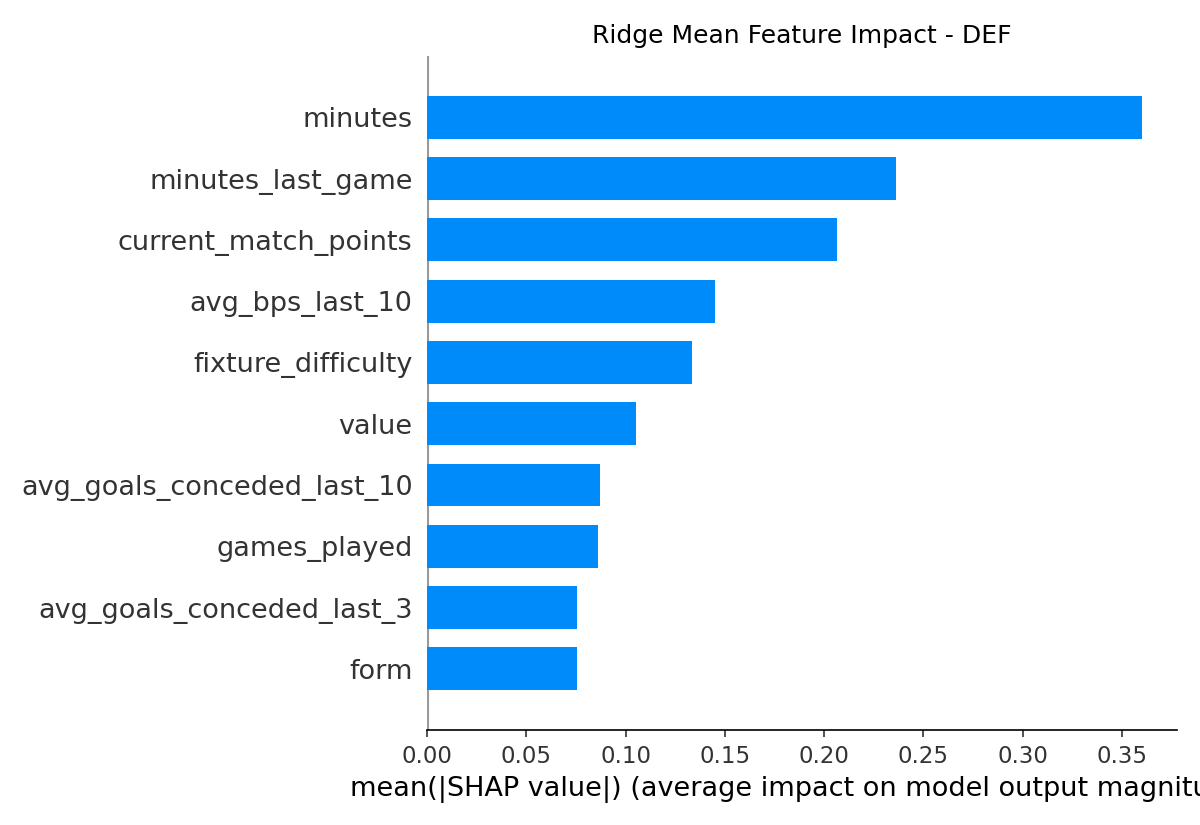 Ridge Mean Feature Impact - DEF
minutes
minutes_last_game
current_match_points
avg_bps_last_10
fixture_difficulty
value
avg_goals_conceded_last_10
games_played
avg_goals_conceded_last_3
form
0.00 0.05 0.10 0.15 0.20 0.25 0.30 0.35
mean(|SHAP value|) (average impact on model output magnitu